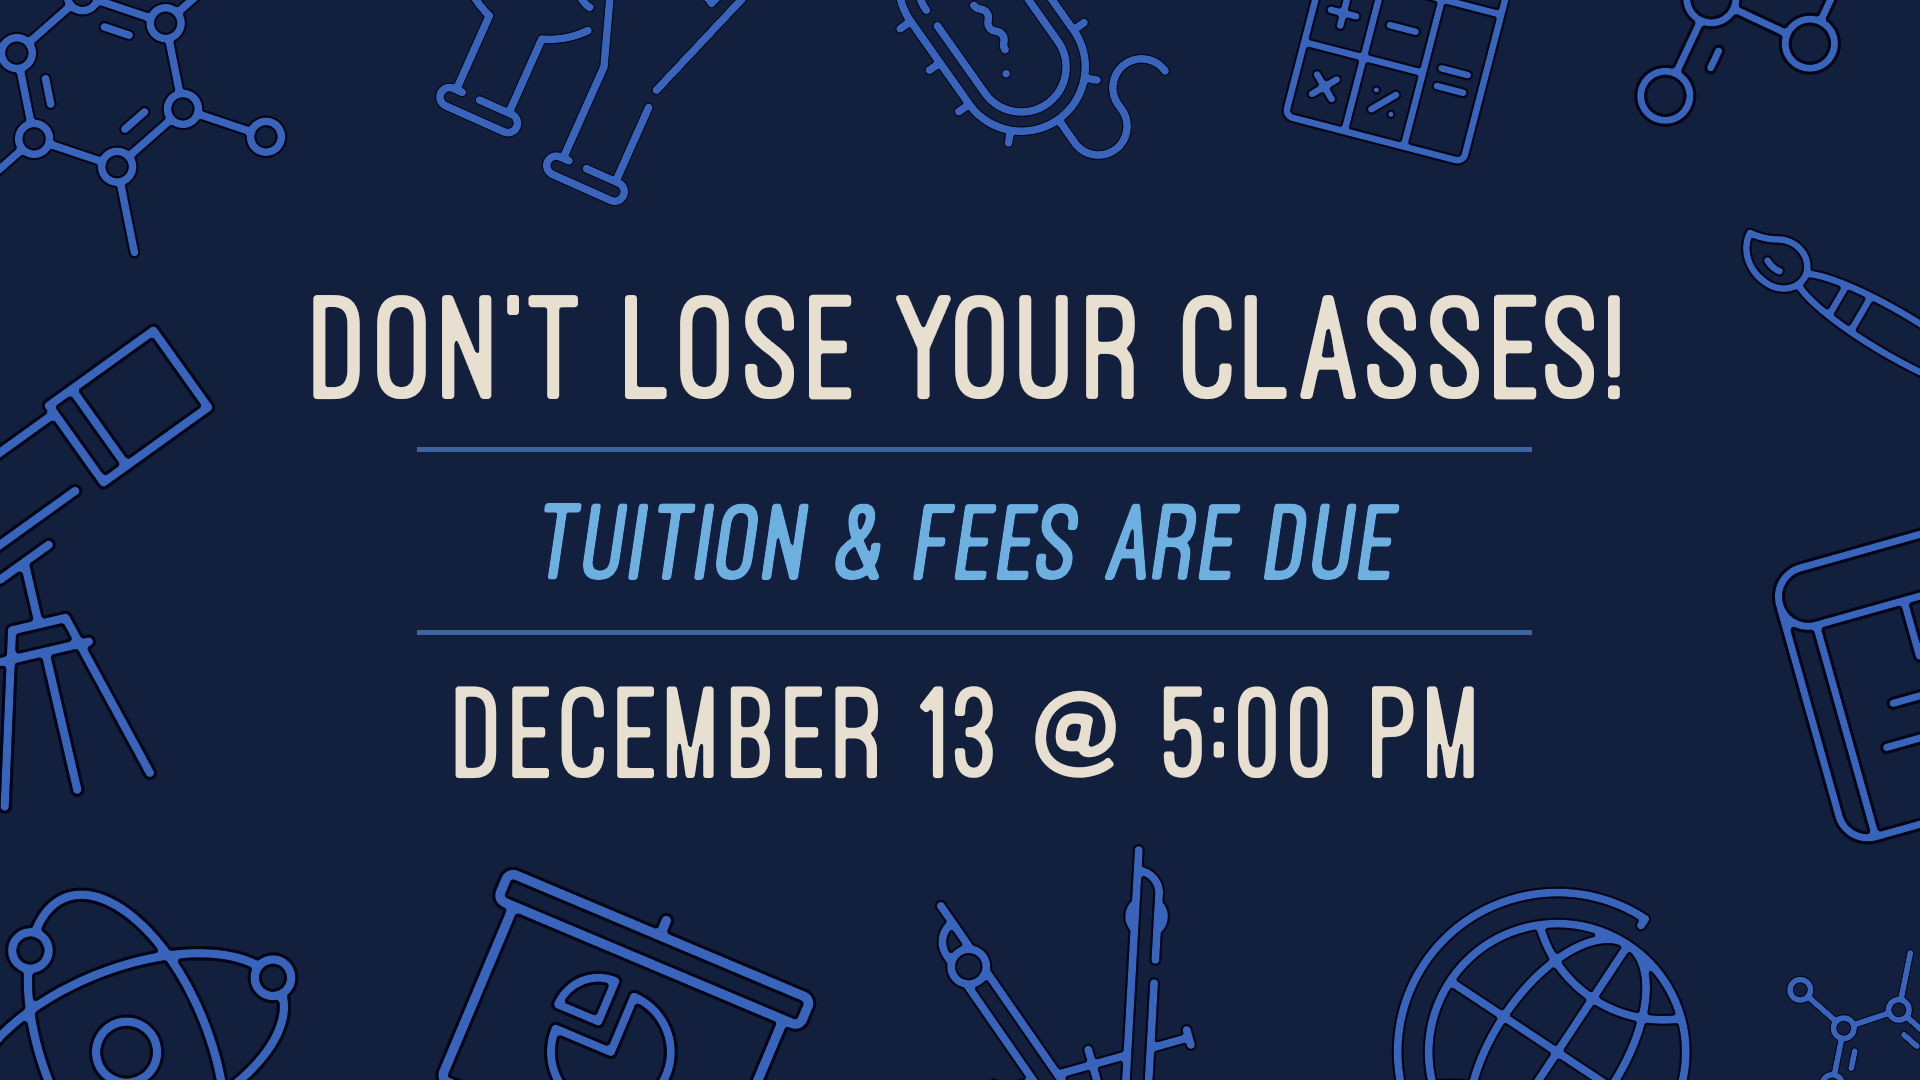 DON'T LOSE YOUR CLASSES!
TUITION & FEES ARE DUE
DECEMBER 13 @ 5:00 PM